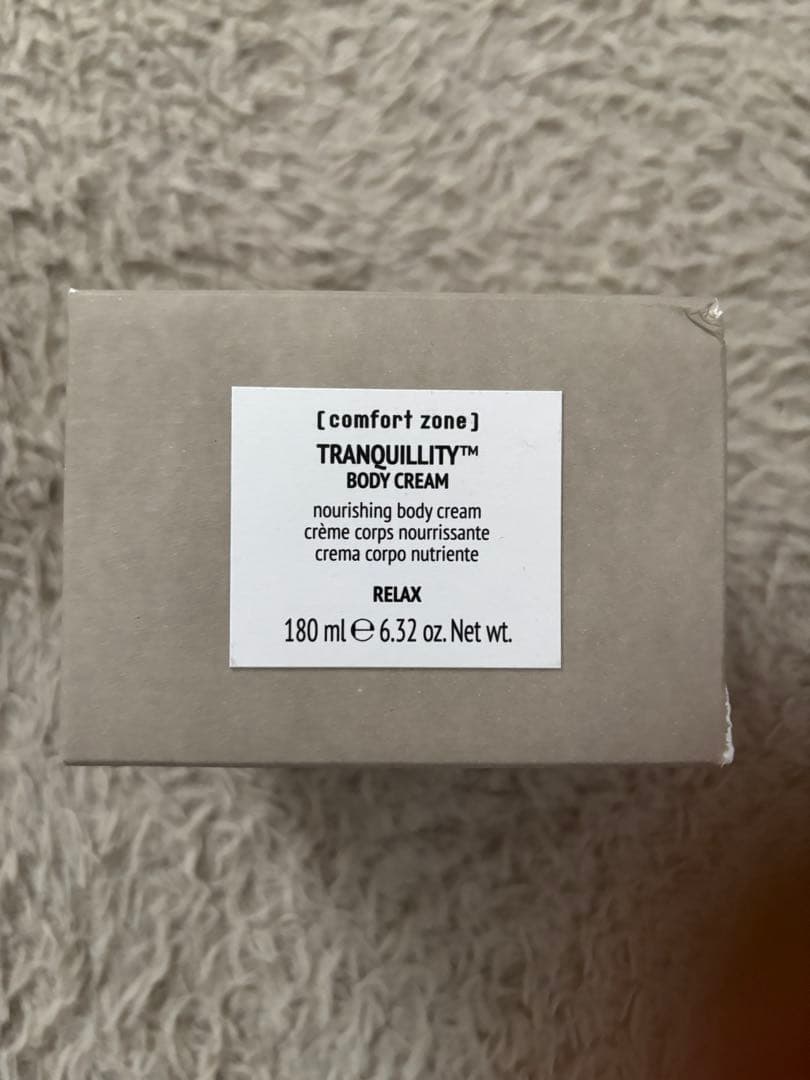 [comfort zone]
TRANQUILLITY™
BODY CREAM
nourishing body cream
crème corps nourrissante
crema corpo nutriente
RELAX
180 ml ℮ 6.32 oz. Net wt.